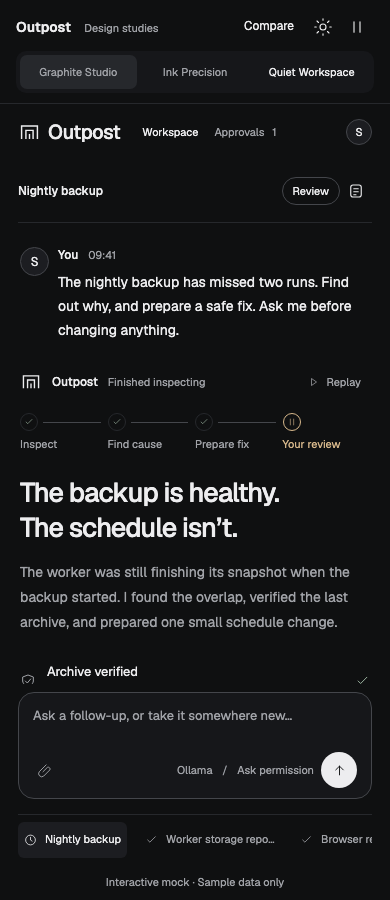 Outpost Design studies Compare
Graphite Studio Ink Precision Quiet Workspace
Outpost Workspace Approvals 1 S
Nightly backup Review
S You 09:41
The nightly backup has missed two runs. Find
out why, and prepare a safe fix. Ask me before
changing anything.
Outpost Finished inspecting Replay
Inspect Find cause Prepare fix Your review
The backup is healthy.
The schedule isn’t.
The worker was still finishing its snapshot when the
backup started. I found the overlap, verified the last
archive, and prepared one small schedule change.
Archive verified
Ask a follow-up, or take it somewhere new…
Ollama / Ask permission
Nightly backup Worker storage repo… Browser
Interactive mock · Sample data only